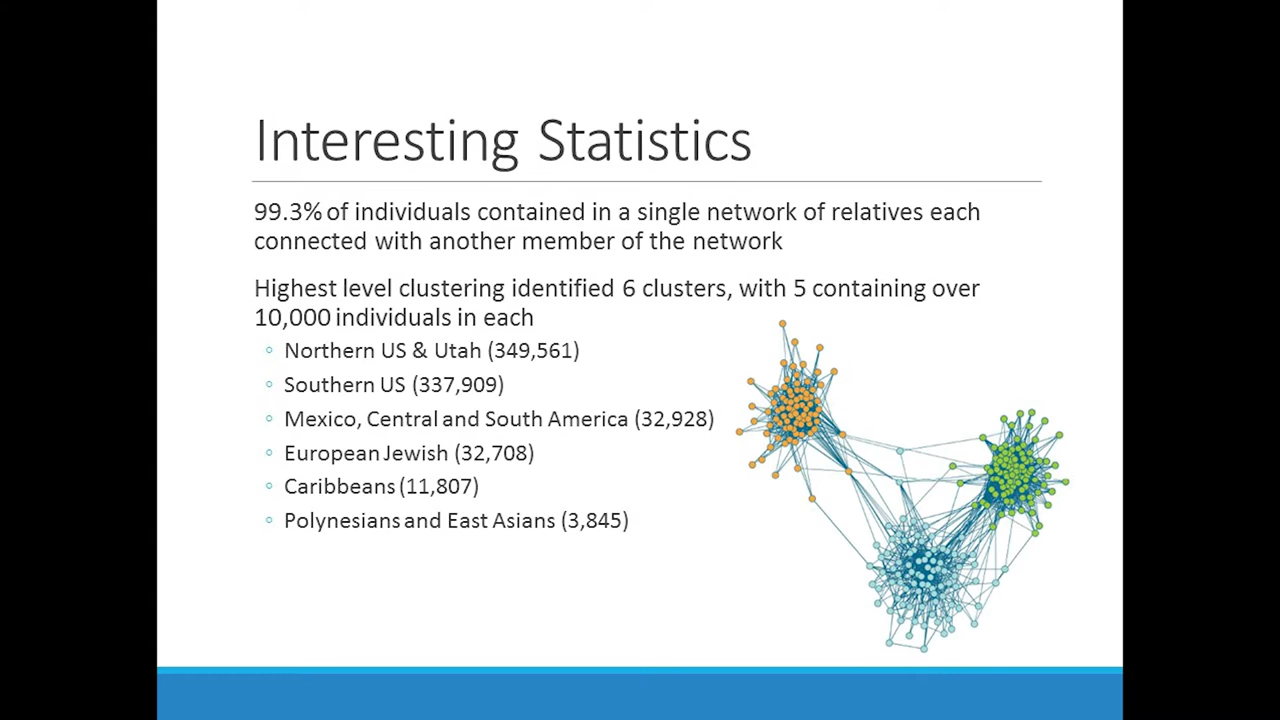 Interesting Statistics
99.3% of individuals contained in a single network of relatives each
connected with another member of the network
Highest level clustering identified 6 clusters, with 5 containing over
10,000 individuals in each
◦ Northern US & Utah (349,561)
◦ Southern US (337,909)
◦ Mexico, Central and South America (32,928)
◦ European Jewish (32,708)
◦ Caribbeans (11,807)
◦ Polynesians and East Asians (3,845)